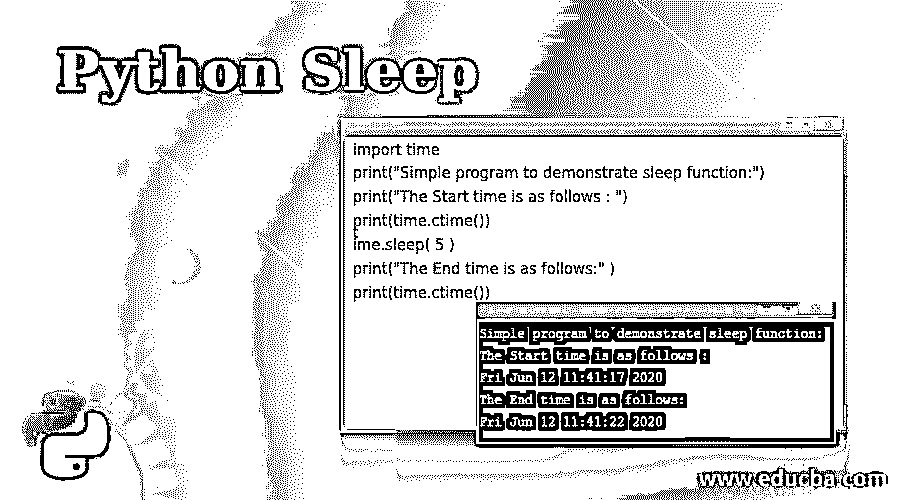 Python Sleep
import time
print("Simple program to demonstrate sleep function:")
print("The Start time is as follows : ")
print(time.ctime())
ime.sleep( 5 )
print("The End time is as follows:" )
print(time.ctime())
Simple program to demonstrate sleep function:
The Start time is as follows :
Fri Jun 12 11:41:17 2020
The End time is as follows:
Fri Jun 12 11:41:22 2020
www.educba.com